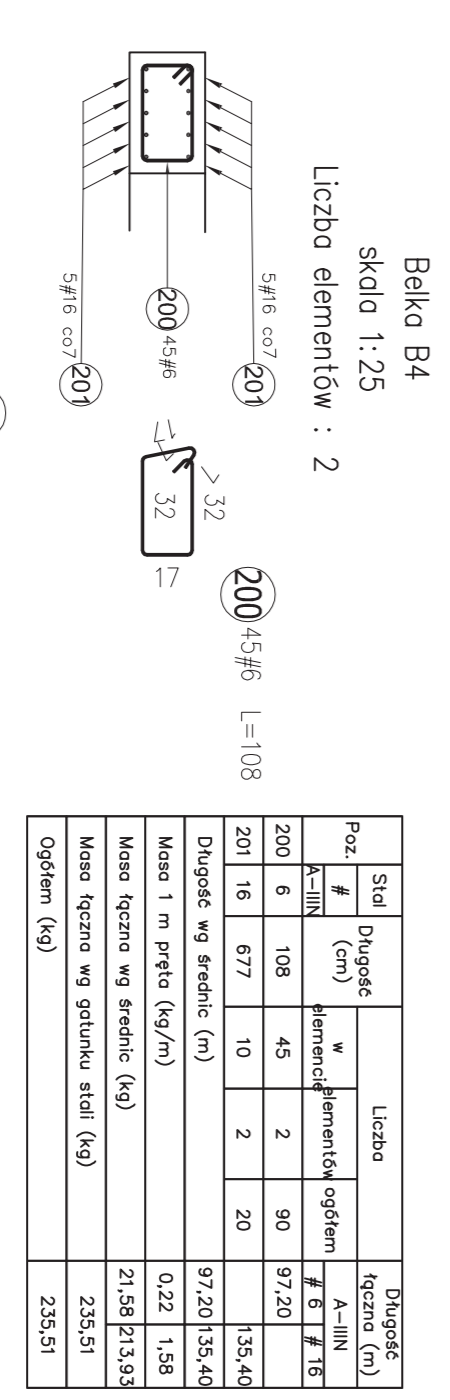 Belka B4
skala 1:25
Liczba elementów : 2
5#16 co7 201
200 45#6
5#16 co7 201
32
32
17
200 45#6 L=108
Poz. Stal Długość (cm) Liczba Długość łączna (m)
# w elemencie elementów ogółem A-IIIN
A-IIIN # 6 # 16
200 6 108 45 2 90 97,20
201 16 677 10 2 20 135,40
Długość wg średnic (m) 97,20 135,40
Masa 1 m pręta (kg/m) 0,22 1,58
Masa łączna wg średnic (kg) 21,58 213,93
Masa łączna wg gatunku stali (kg) 235,51
Ogółem (kg) 235,51